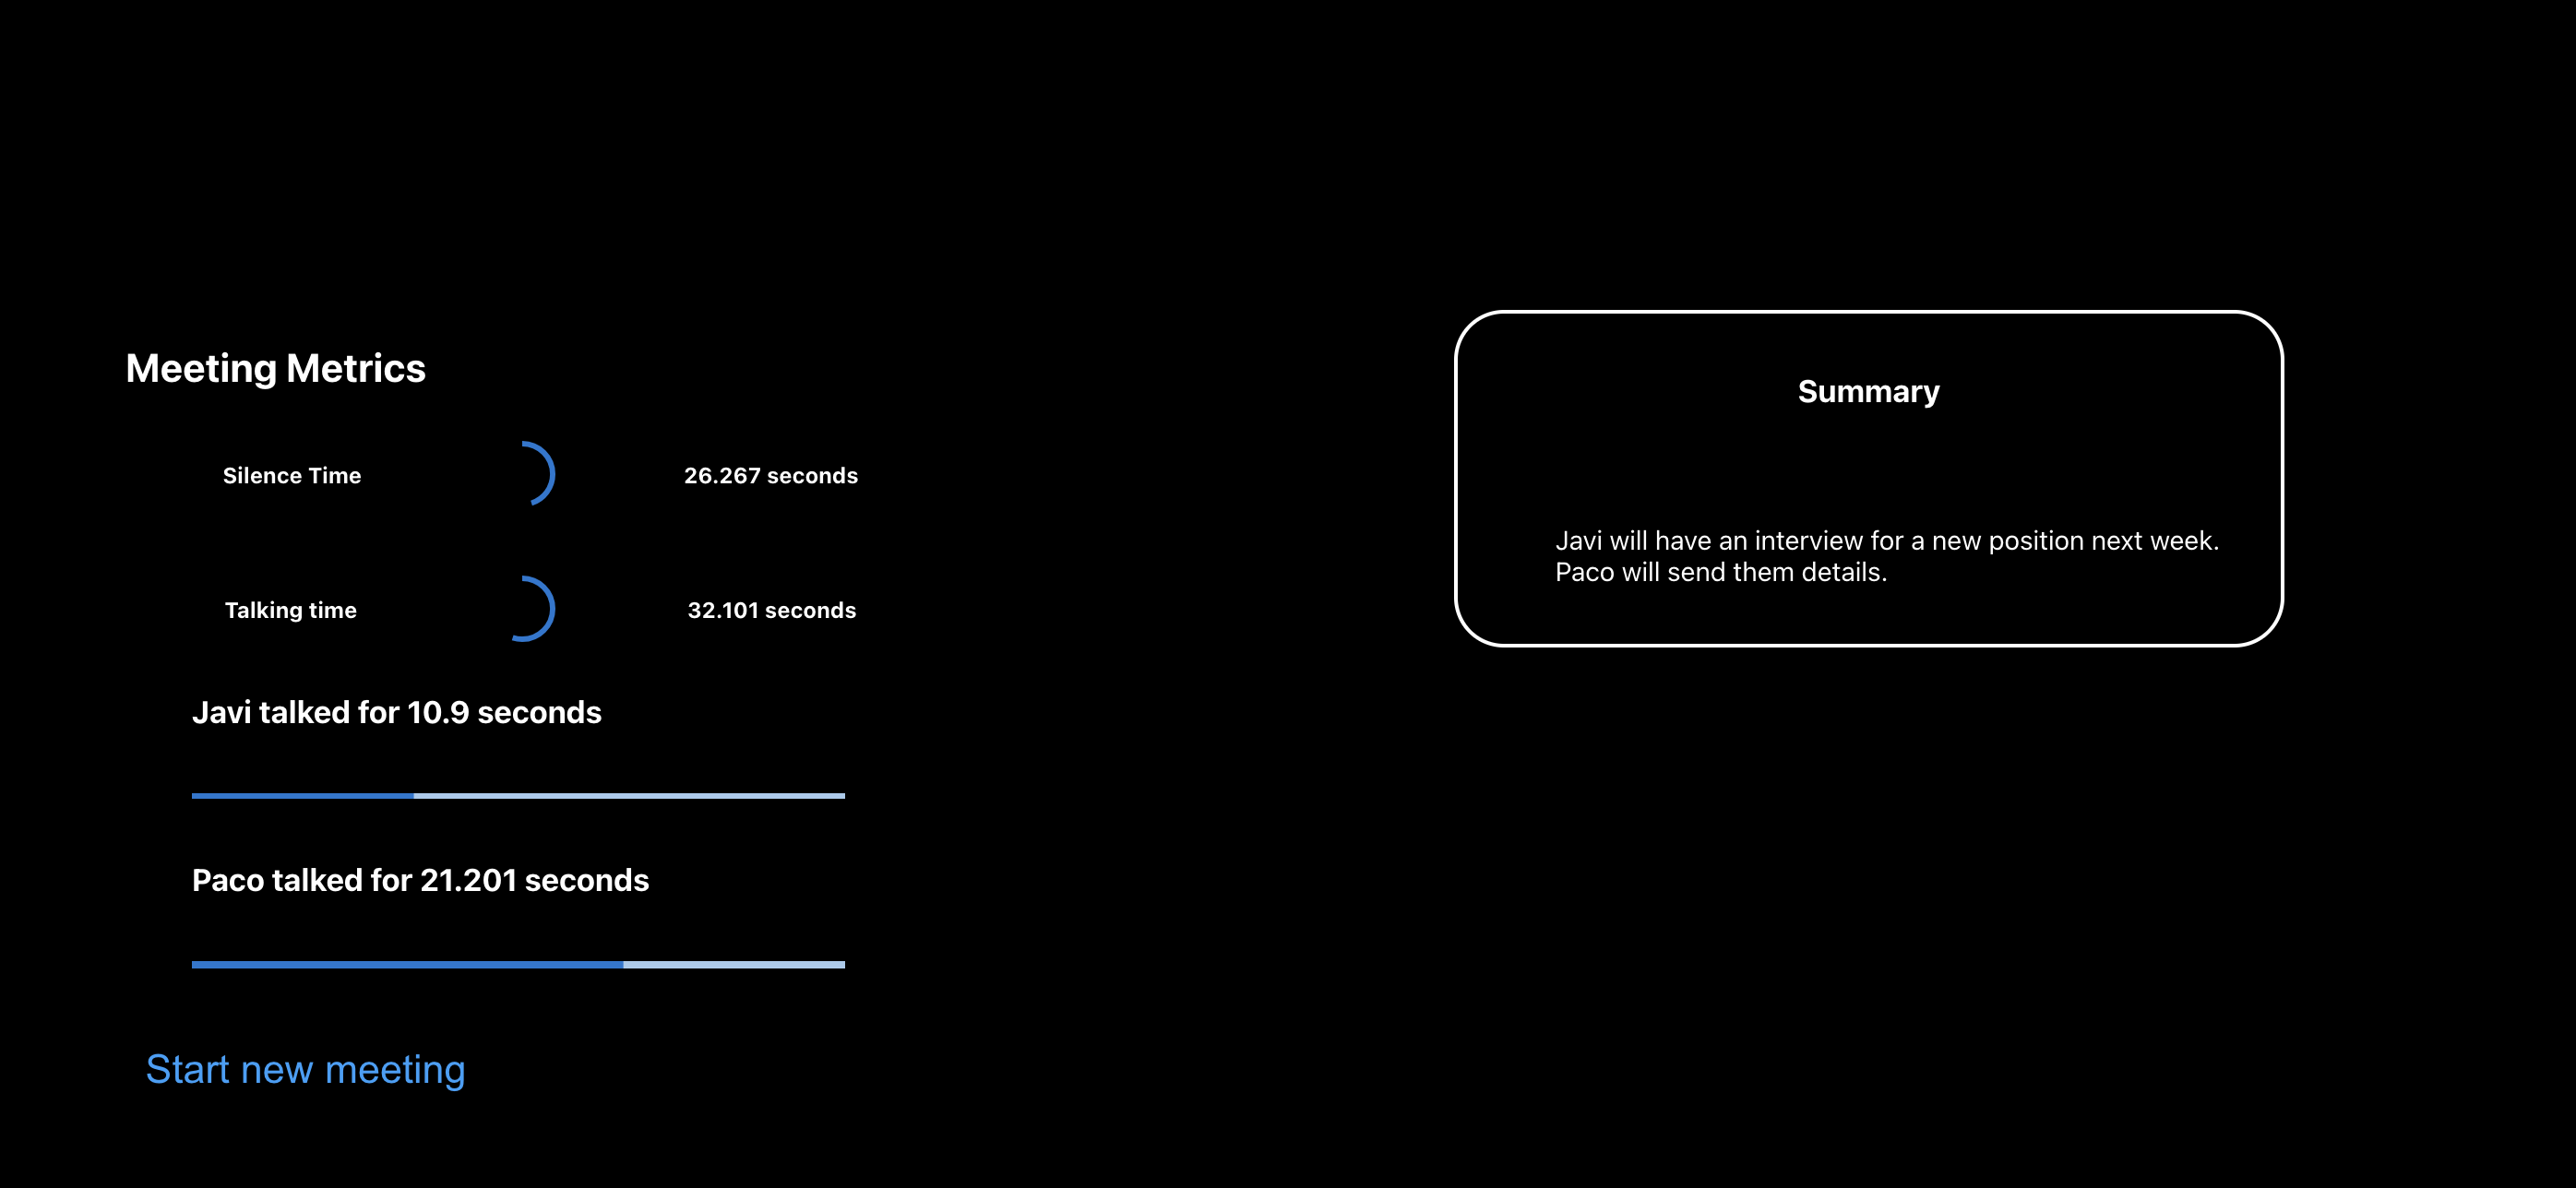 Meeting Metrics
Silence Time 26.267 seconds
Talking time 32.101 seconds
Javi talked for 10.9 seconds
Paco talked for 21.201 seconds
Start new meeting
Summary
Javi will have an interview for a new position next week.
Paco will send them details.